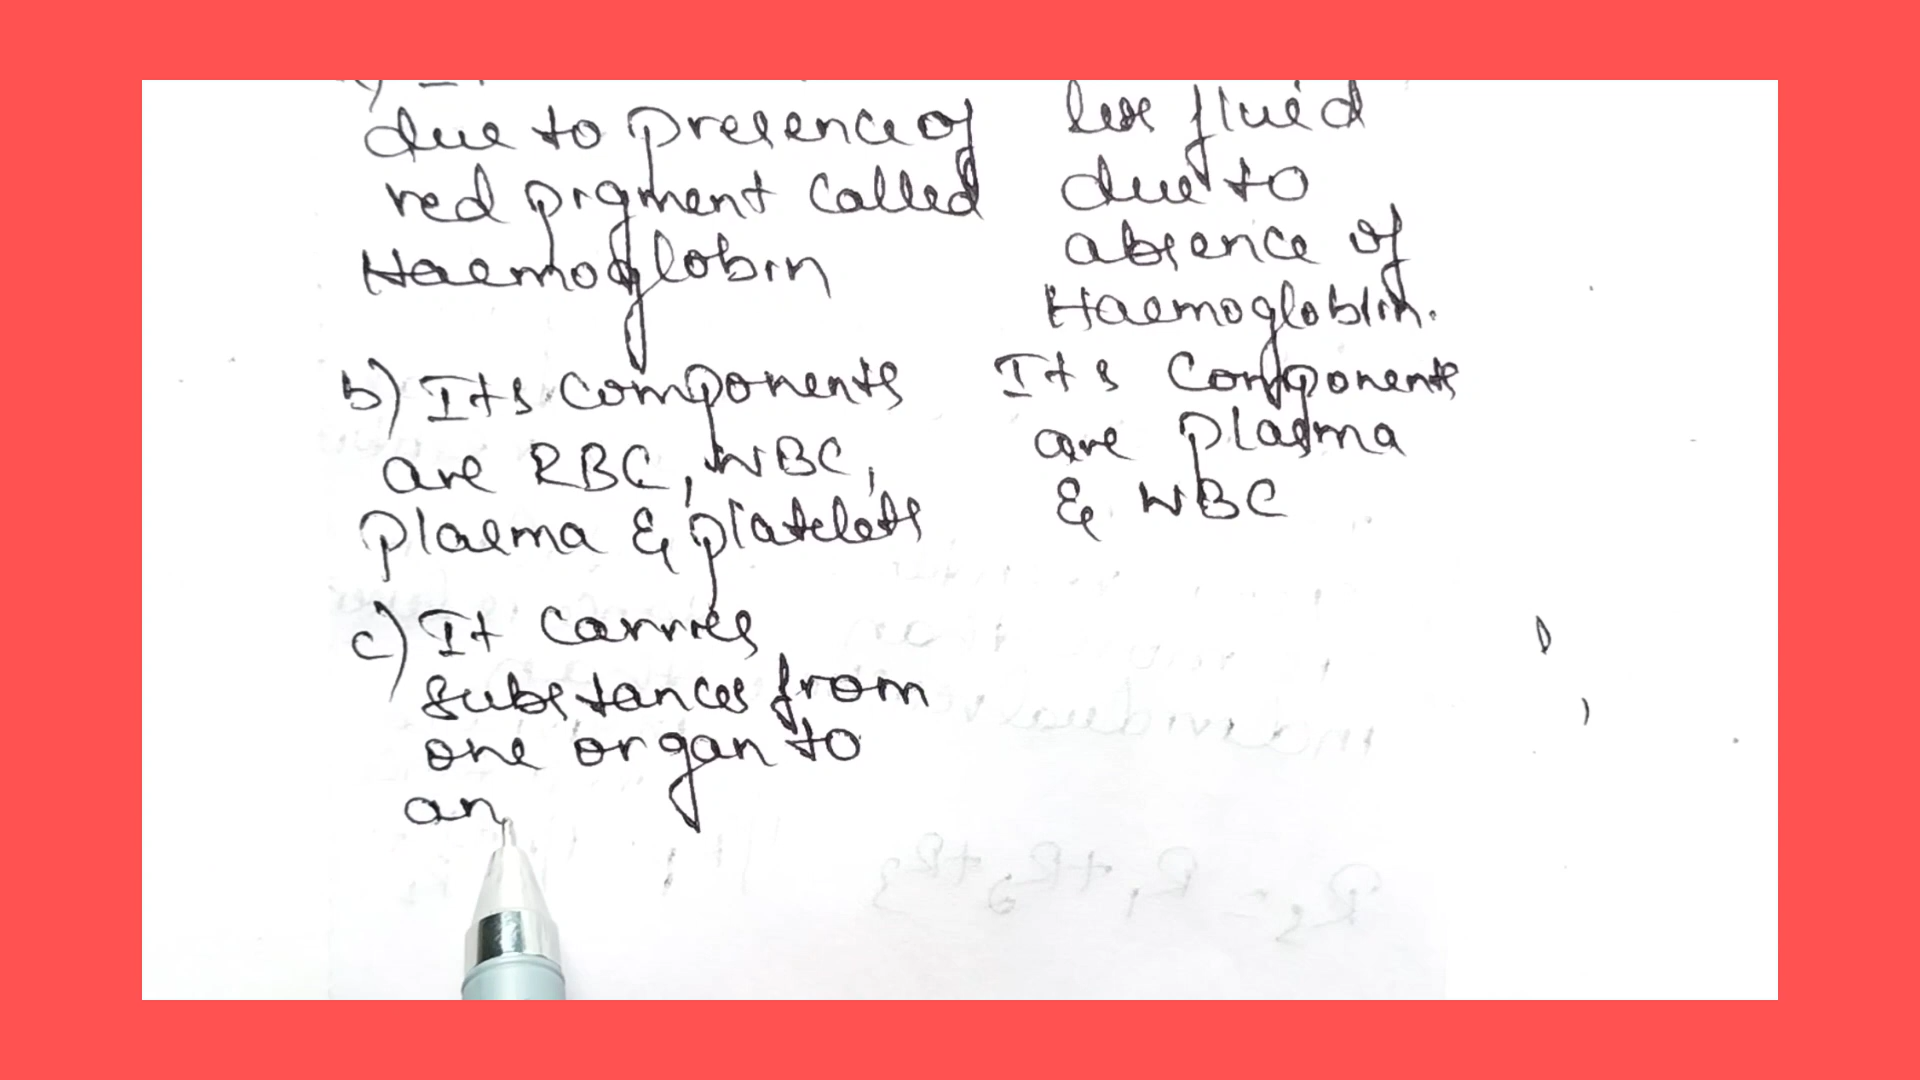 due to presence of
red pigment called
Haemoglobin
b) Its components
are RBC, WBC,
plasma & platelets
c) It carries
substances from
one organ to
an
less fluid
due to
absence of
Haemogloblin.
Its components
are plasma
& WBC